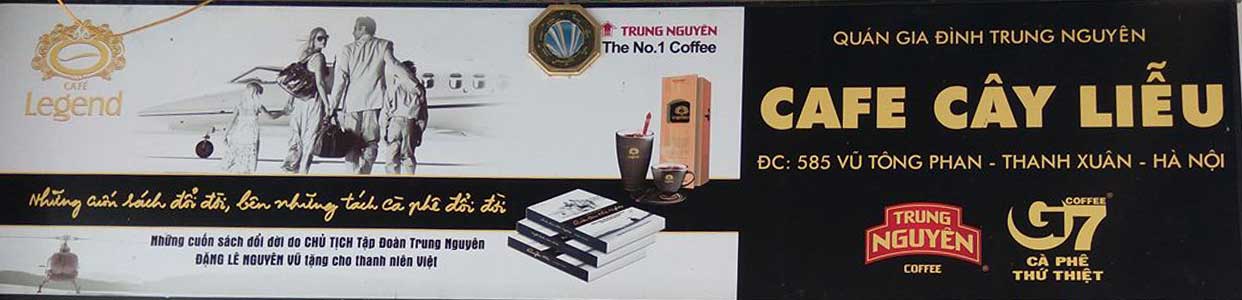 CAFÉ
Legend
TRUNG NGUYÊN
The No.1 Coffee
Những cuốn sách đổi đời, bên những tách cà phê đổi đời
Những cuốn sách đổi đời do CHỦ TỊCH Tập Đoàn Trung Nguyên
ĐẶNG LÊ NGUYÊN VŨ tặng cho thanh niên Việt
QUÁN GIA ĐÌNH TRUNG NGUYÊN
CAFE CÂY LIỄU
ĐC: 585 VŨ TÔNG PHAN - THANH XUÂN - HÀ NỘI
TRUNG
NGUYÊN
COFFEE
G7
COFFEE
CÀ PHÊ
THỨ THIỆT